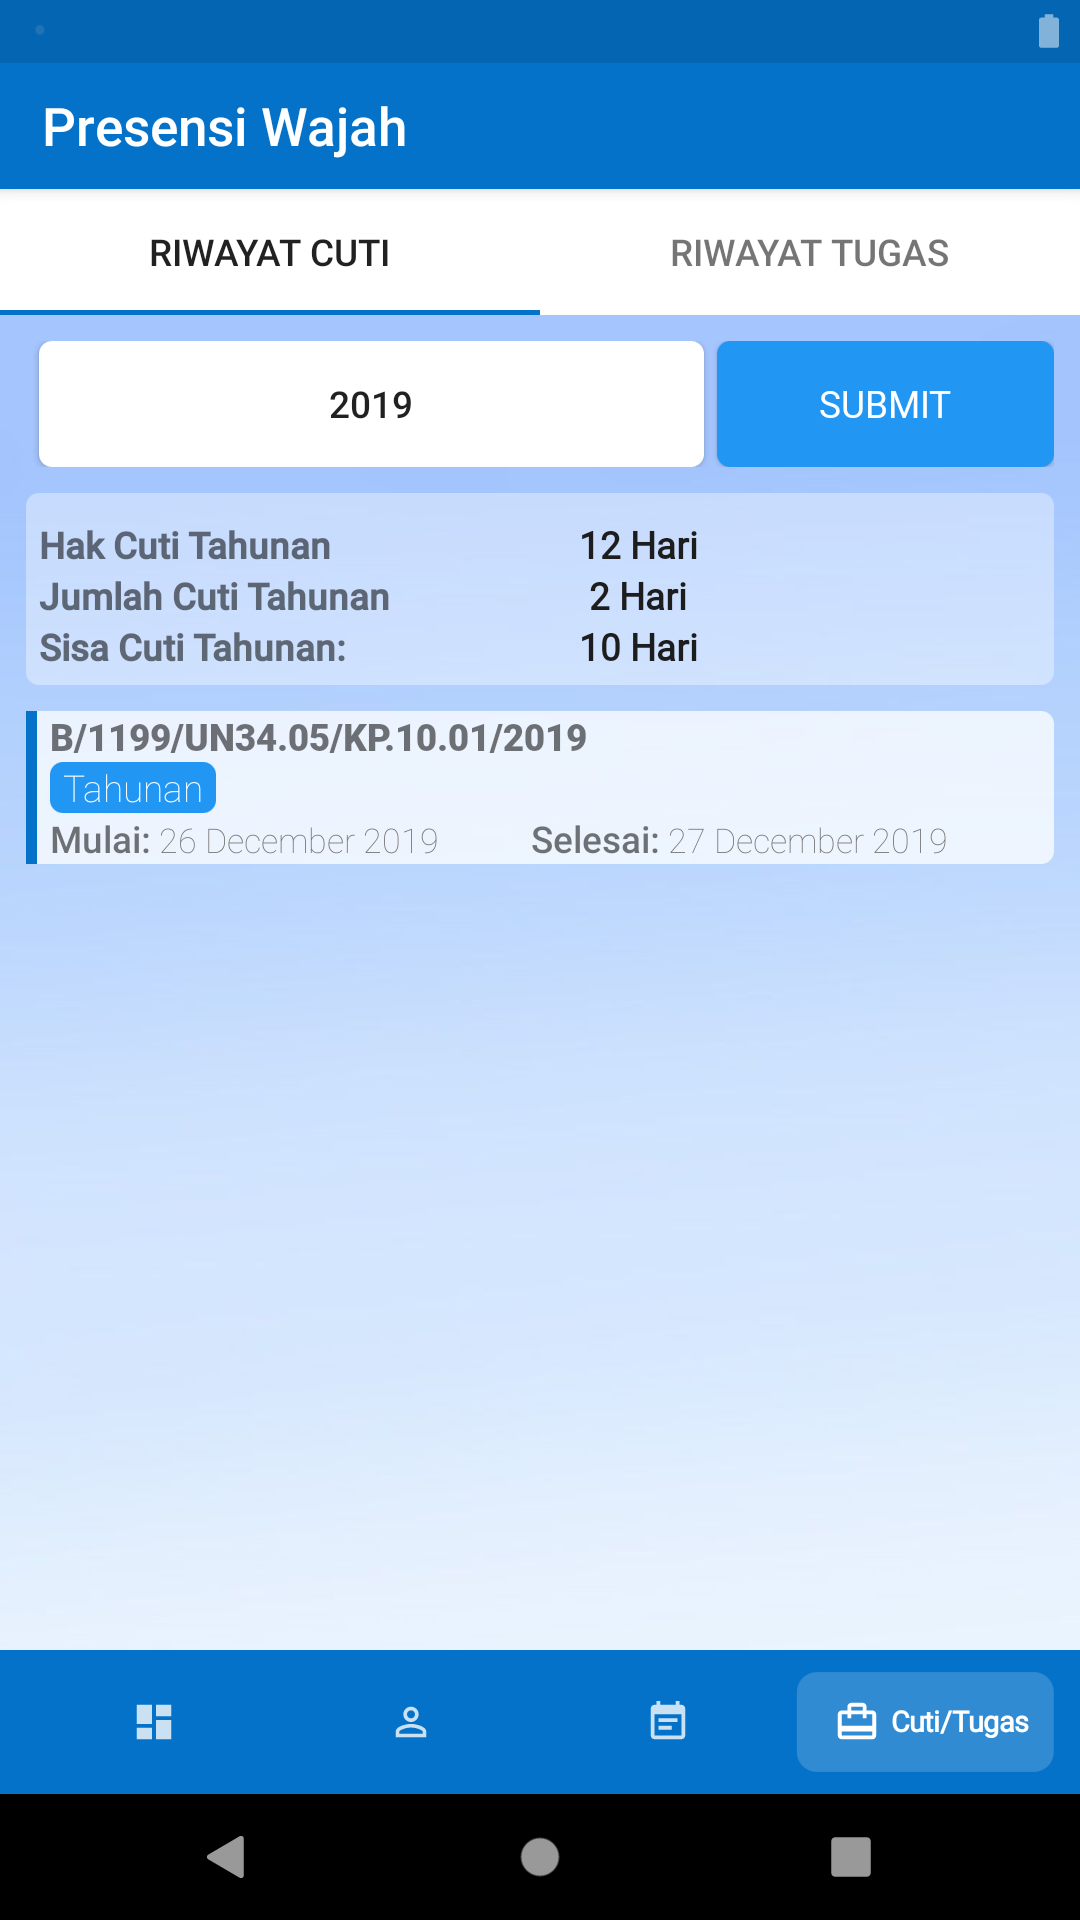 Presensi Wajah
RIWAYAT CUTI RIWAYAT TUGAS
2019 SUBMIT
Hak Cuti Tahunan 12 Hari
Jumlah Cuti Tahunan 2 Hari
Sisa Cuti Tahunan: 10 Hari
B/1199/UN34.05/KP.10.01/2019
Tahunan
Mulai: 26 December 2019 Selesai: 27 December 2019
Cuti/Tugas